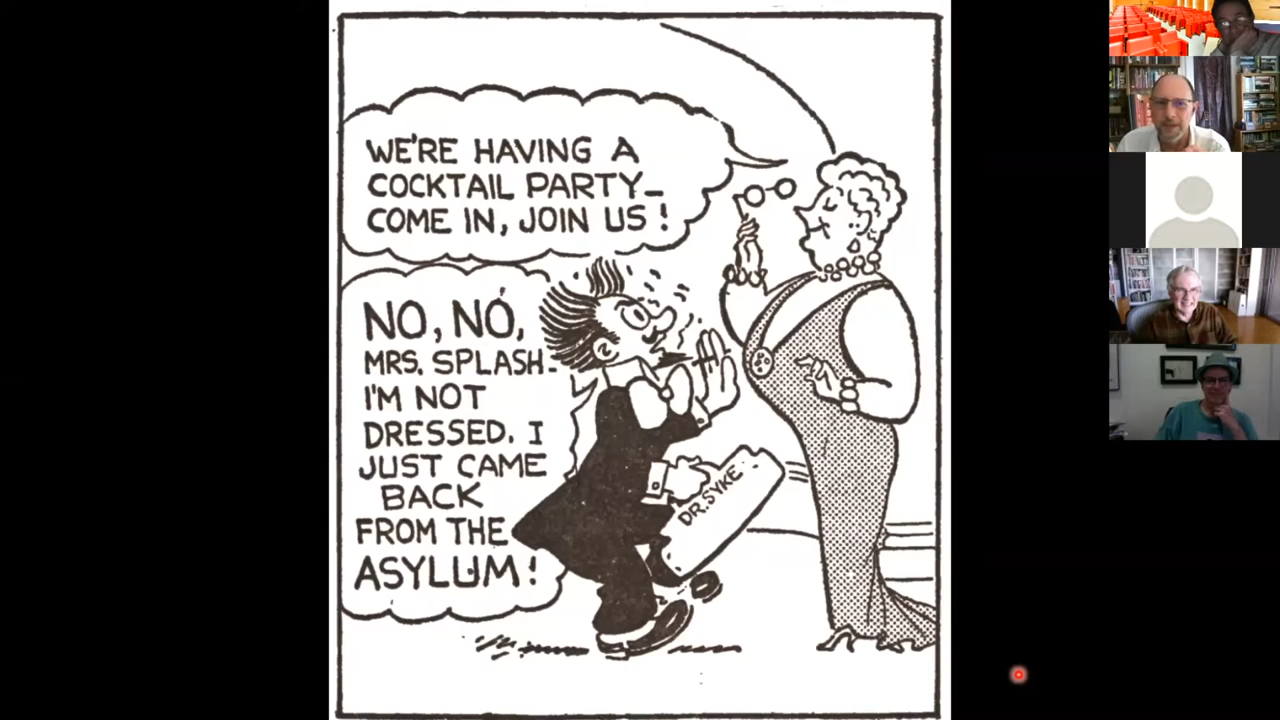 WE'RE HAVING A
COCKTAIL PARTY—
COME IN, JOIN US!
NO, NO,
MRS. SPLASH-
I'M NOT
DRESSED. I
JUST CAME
BACK
FROM THE
ASYLUM!
DR. SYKE